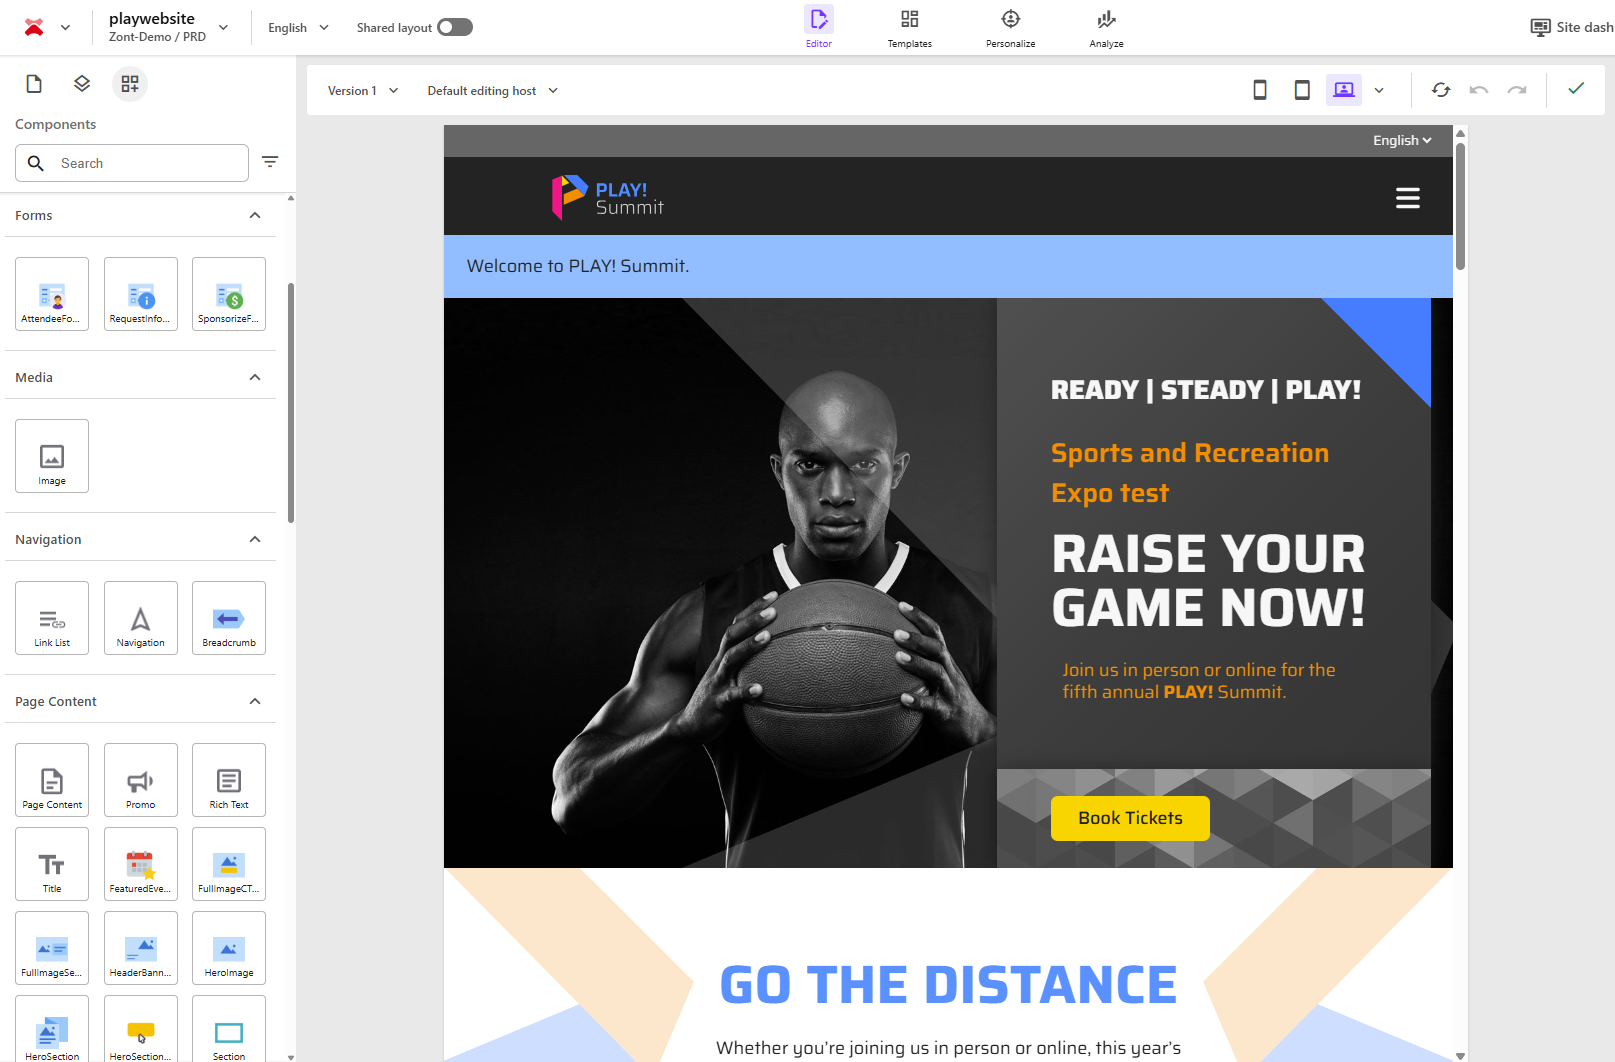 playwebsite
Zont-Demo / PRD
English
Shared layout
Editor
Templates
Personalize
Analyze
Site dash
Components
Search
Version 1
Default editing host
Forms
AttendeeFo...
RequestInfo...
SponsorizeF...
Media
Image
Navigation
Link List
Navigation
Breadcrumb
Page Content
Page Content
Promo
Rich Text
Title
FeaturedEve...
FullImageCT...
FullImageSe...
HeaderBann...
HeroImage
HeroSection
HeroSection...
Section
English
PLAY!
Summit
Welcome to PLAY! Summit.
READY | STEADY | PLAY!
Sports and Recreation
Expo test
RAISE YOUR
GAME NOW!
Join us in person or online for the
fifth annual PLAY! Summit.
Book Tickets
GO THE DISTANCE
Whether you're joining us in person or online, this year's